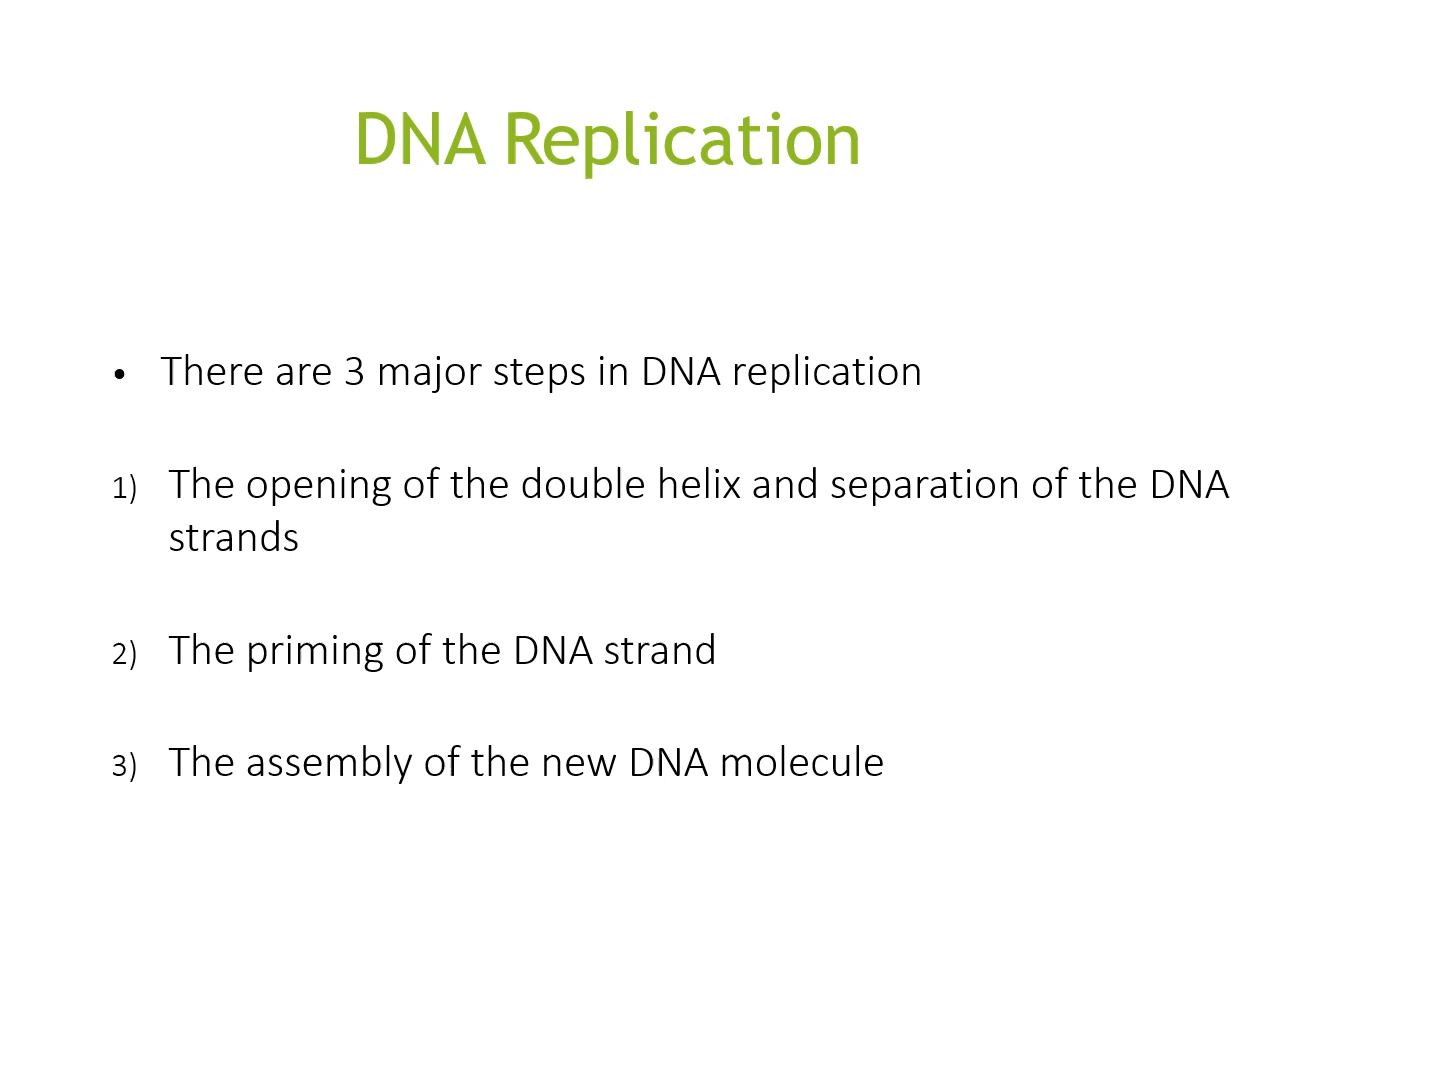 DNA Replication
• There are 3 major steps in DNA replication
1) The opening of the double helix and separation of the DNA
strands
2) The priming of the DNA strand
3) The assembly of the new DNA molecule